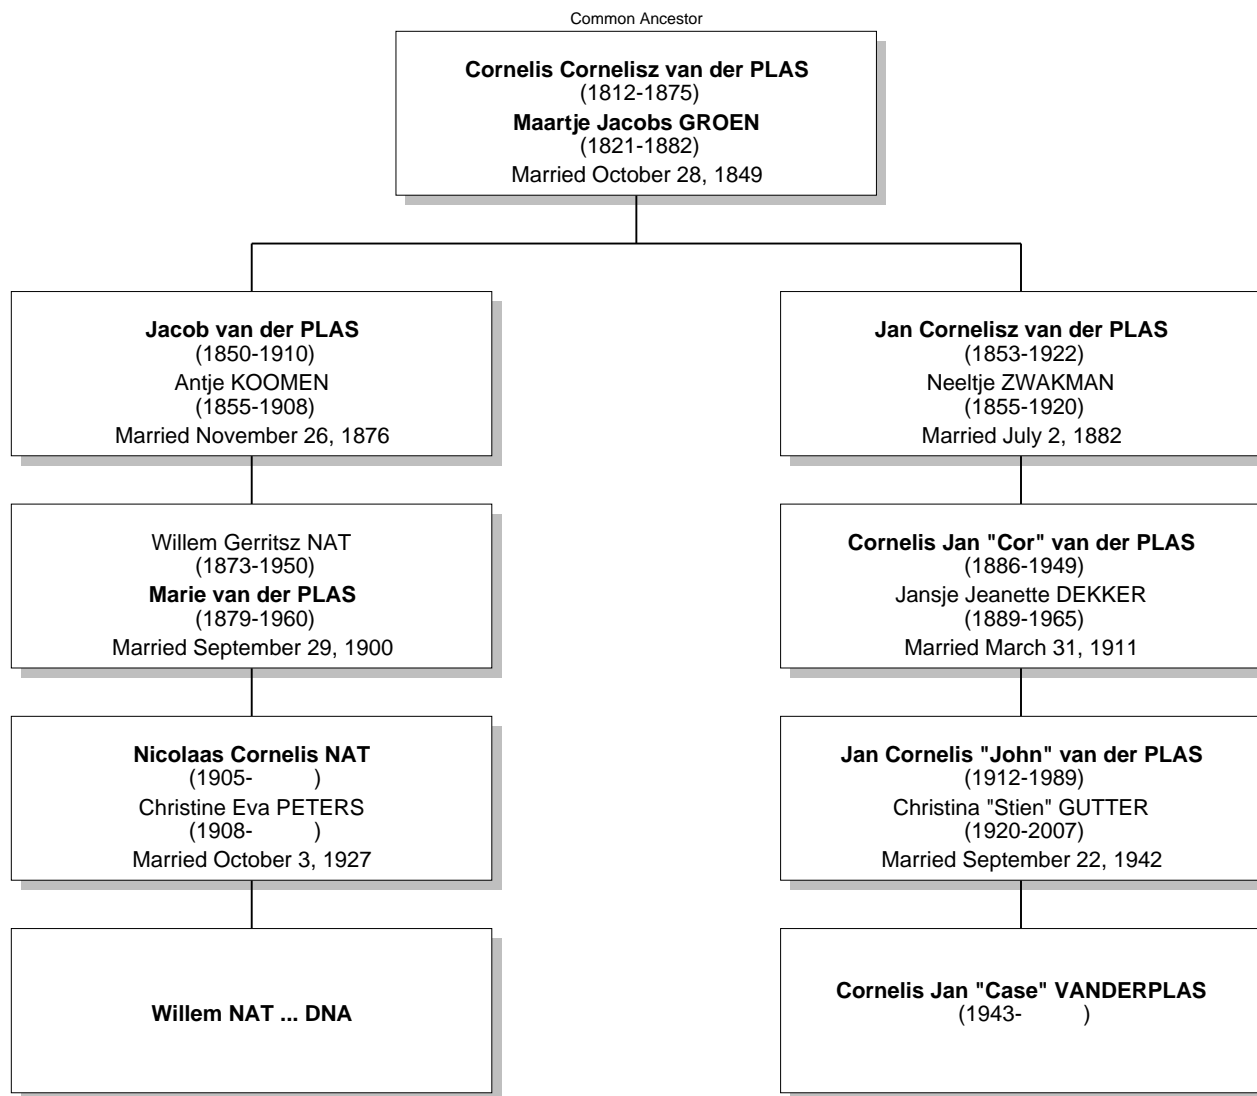 Common Ancestor
Cornelis Cornelisz van der PLAS
(1812-1875)
Maartje Jacobs GROEN
(1821-1882)
Married October 28, 1849
Jacob van der PLAS
(1850-1910)
Antje KOOMEN
(1855-1908)
Married November 26, 1876
Jan Cornelisz van der PLAS
(1853-1922)
Neeltje ZWAKMAN
(1855-1920)
Married July 2, 1882
Willem Gerritsz NAT
(1873-1950)
Marie van der PLAS
(1879-1960)
Married September 29, 1900
Cornelis Jan "Cor" van der PLAS
(1886-1949)
Jansje Jeanette DEKKER
(1889-1965)
Married March 31, 1911
Nicolaas Cornelis NAT
(1905-          )
Christine Eva PETERS
(1908-          )
Married October 3, 1927
Jan Cornelis "John" van der PLAS
(1912-1989)
Christina "Stien" GUTTER
(1920-2007)
Married September 22, 1942
Willem NAT ... DNA
Cornelis Jan "Case" VANDERPLAS
(1943-          )